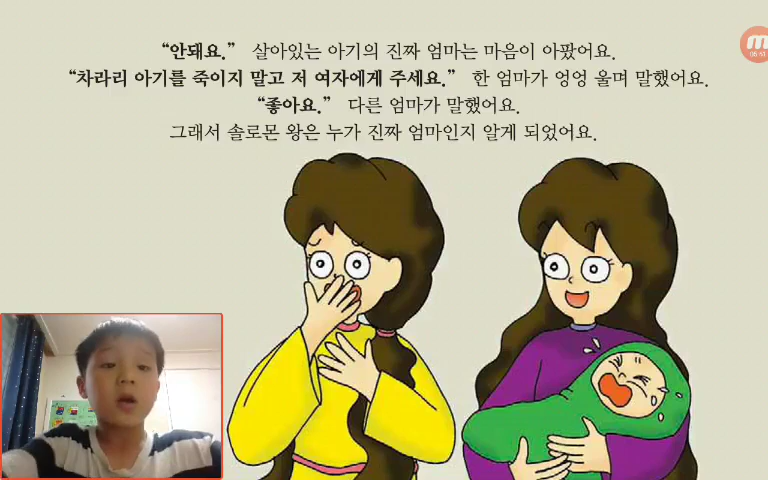 “안돼요.” 살아있는 아기의 진짜 엄마는 마음이 아팠어요.
“차라리 아기를 죽이지 말고 저 여자에게 주세요.” 한 엄마가 엉엉 울며 말했어요.
“좋아요.” 다른 엄마가 말했어요.
그래서 솔로몬 왕은 누가 진짜 엄마인지 알게 되었어요.